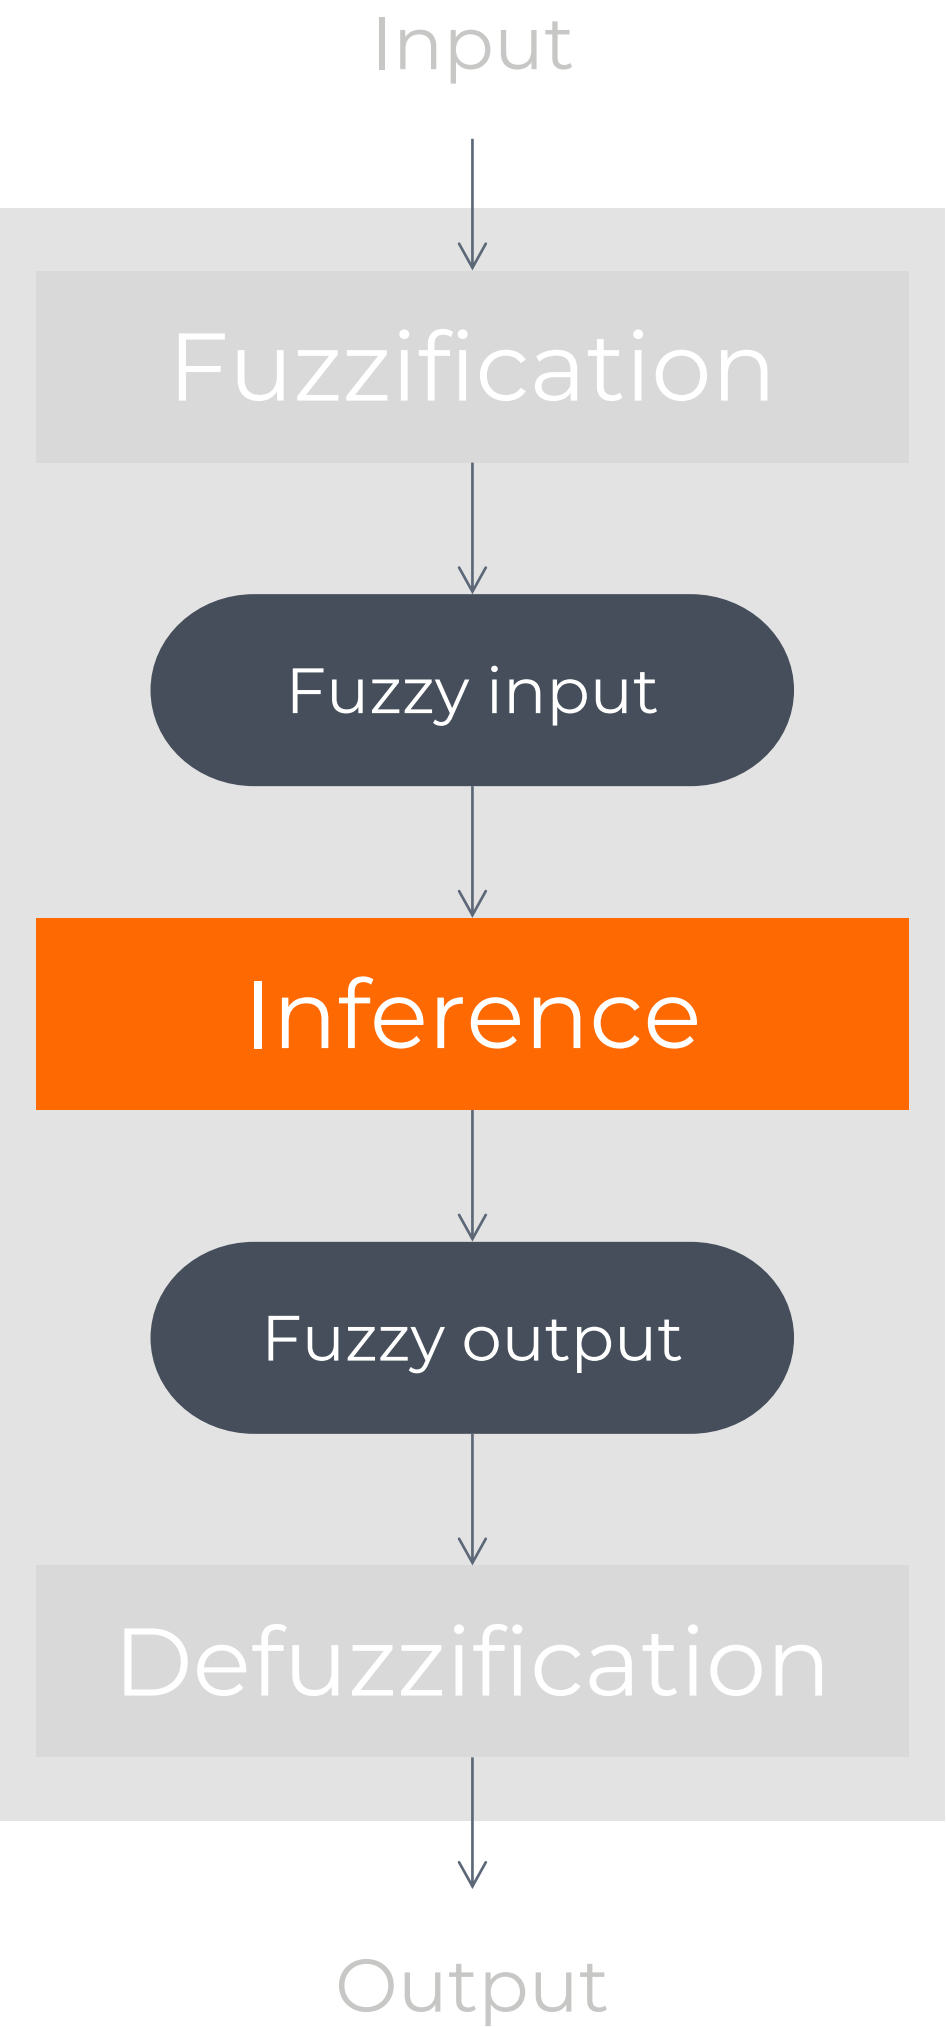 Input
Fuzzification
Fuzzy input
Inference
Fuzzy output
Defuzzification
Output